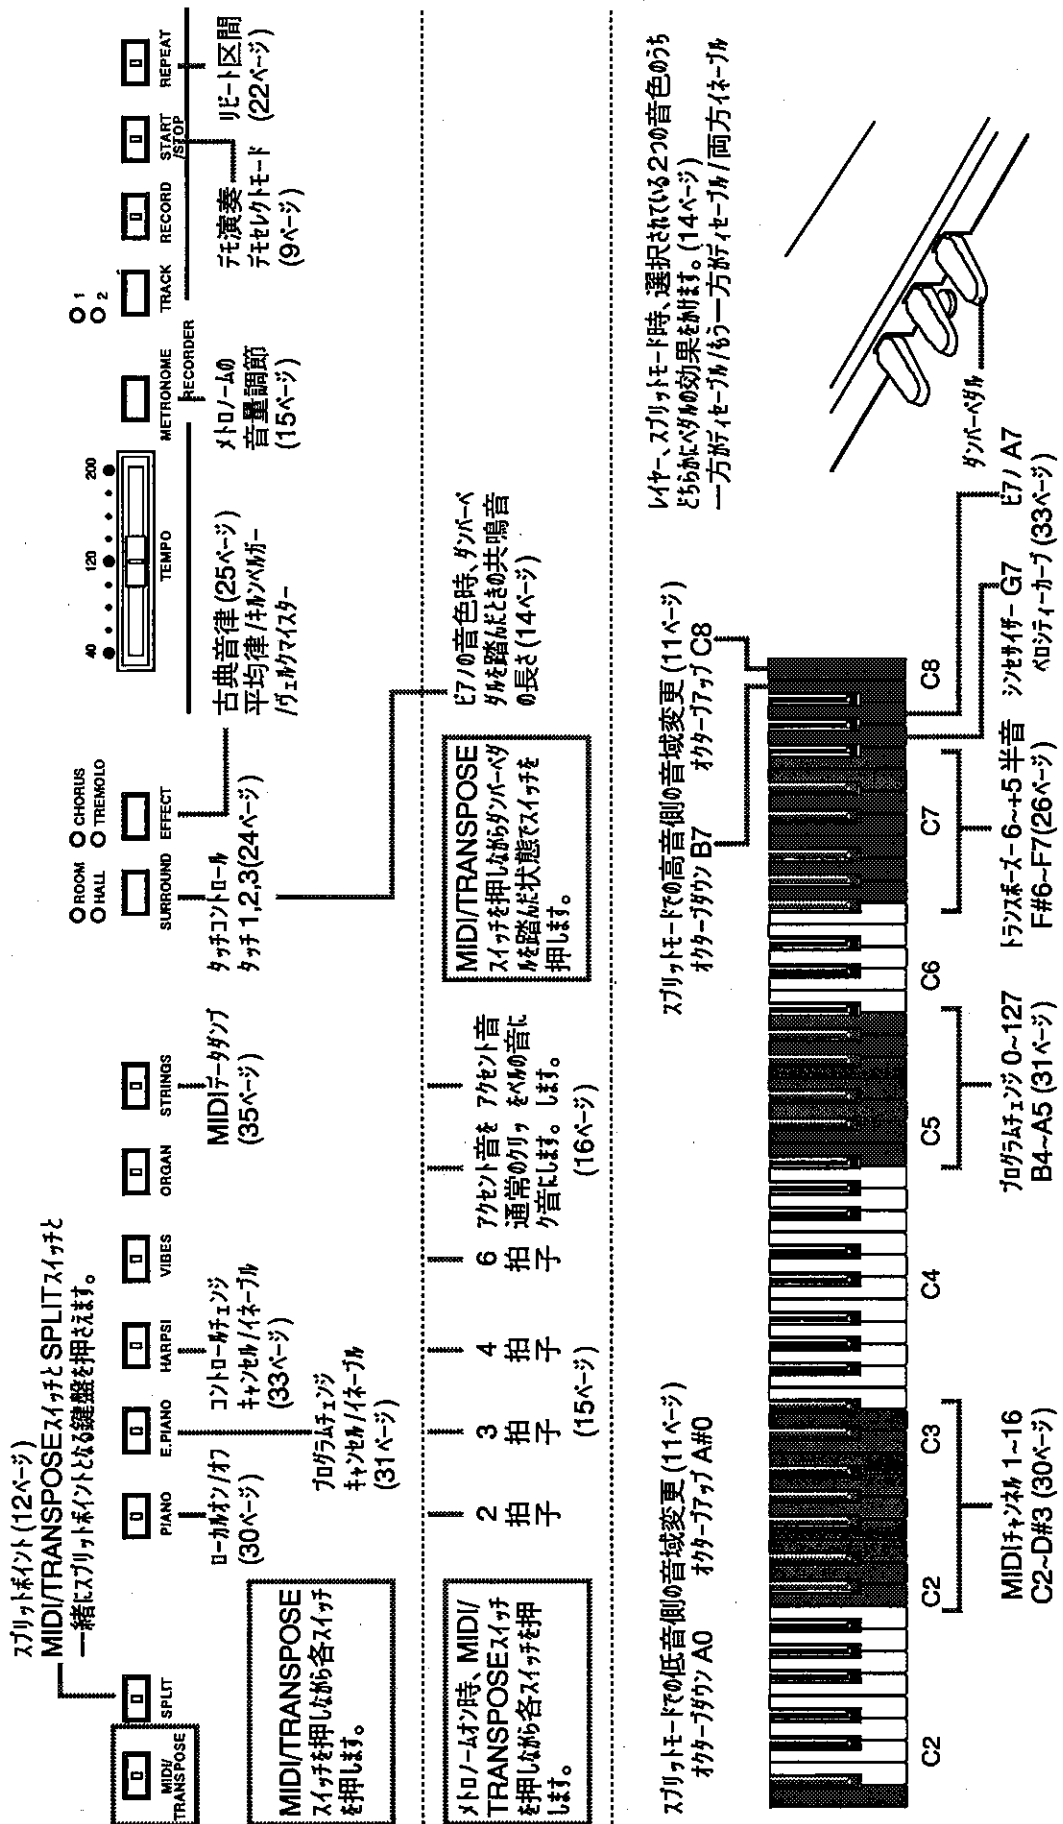 スプリットポイント (12ページ)
MIDI/TRANSPOSEスイッチとSPLITスイッチと
一緒にスプリットポイントとなる鍵盤を押さえます。
MIDI/
TRANSPOSE
SPLIT
PIANO
E.PIANO
HARPSI
VIBES
ORGAN
STRINGS
ROOM
HALL
SURROUND
CHORUS
TREMOLO
EFFECT
40
120
200
TEMPO
METRONOME
1
2
TRACK
RECORD
START
/STOP
REPEAT
RECORDER
MIDI/TRANSPOSE
スイッチを押しながら各スイッチ
を押します。
ローカルオン/オフ
(30ページ)
プログラムチェンジ
キャンセル/イネーブル
(31ページ)
コントロールチェンジ
キャンセル/イネーブル
(33ページ)
MIDIデータダンプ
(35ページ)
タッチコントロール
タッチ 1,2,3(24ページ)
古典音律 (25ページ)
平均律/キルンベルガー
/ヴェルクマイスター
メトロノームの
音量調節
(15ページ)
デモ演奏
デモセレクトモード
(9ページ)
リピート区間
(22ページ)
メトロノームオン時、MIDI/
TRANSPOSEスイッチ
を押しながら各スイッチを押
します。
2
拍
子
3
拍
子
4
拍
子
6
拍
子
(15ページ)
アクセント音を
通常のクリッ
ク音にします。
アクセント音
をベルの音に
します。
(16ページ)
MIDI/TRANSPOSE
スイッチを押しながらダンパーペダ
ルを踏んだ状態でスイッチを
押します。
ピアノの音色時、ダンパーペ
ダルを踏んだときの共鳴音
の長さ(14ページ)
スプリットモードでの低音側の音域変更 (11ページ)
オクターブダウン A0
オクターブアップ A#0
スプリットモードでの高音側の音域変更 (11ページ)
オクターブダウン B7
オクターブアップ C8
レイヤー、スプリットモード時、選択されている2つの音色のうち
どちらかにペダルの効果をかけます。(14ページ)
一方がディセーブル/もう一方がディセーブル/両方イネーブル
ダンパーペダル
C2
C2
C3
C4
C5
C6
C7
C8
MIDIチャンネル 1~16
C2~D#3 (30ページ)
プログラムチェンジ 0~127
B4~A5 (31ページ)
トランスポーズ−6~+5 半音
F#6~F7(26ページ)
シンセサイザー G7
ピアノ A7
ベロシティーカーブ (33ページ)